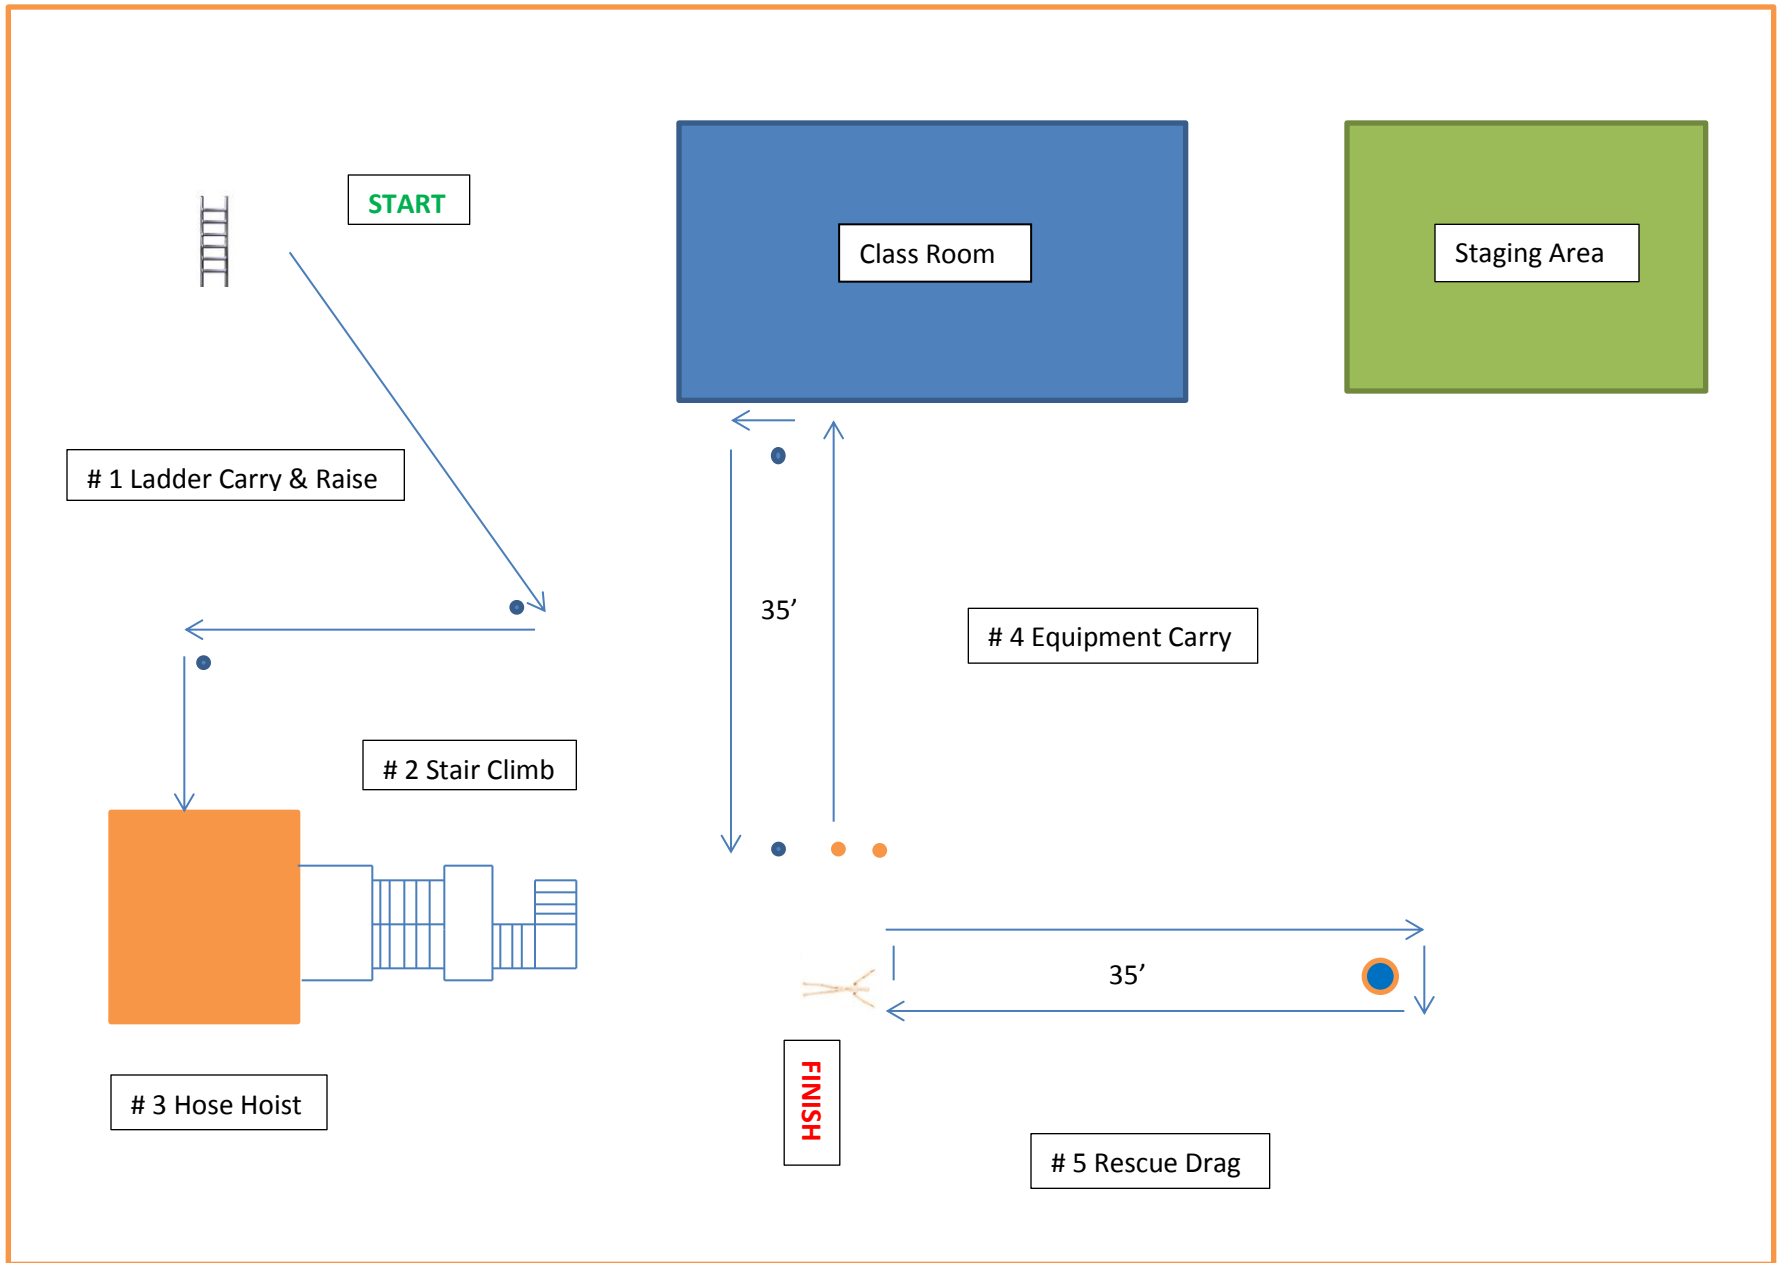 START
Class Room
Staging Area
# 1 Ladder Carry & Raise
35’
# 4 Equipment Carry
# 2 Stair Climb
35’
# 3 Hose Hoist
FINISH
# 5 Rescue Drag